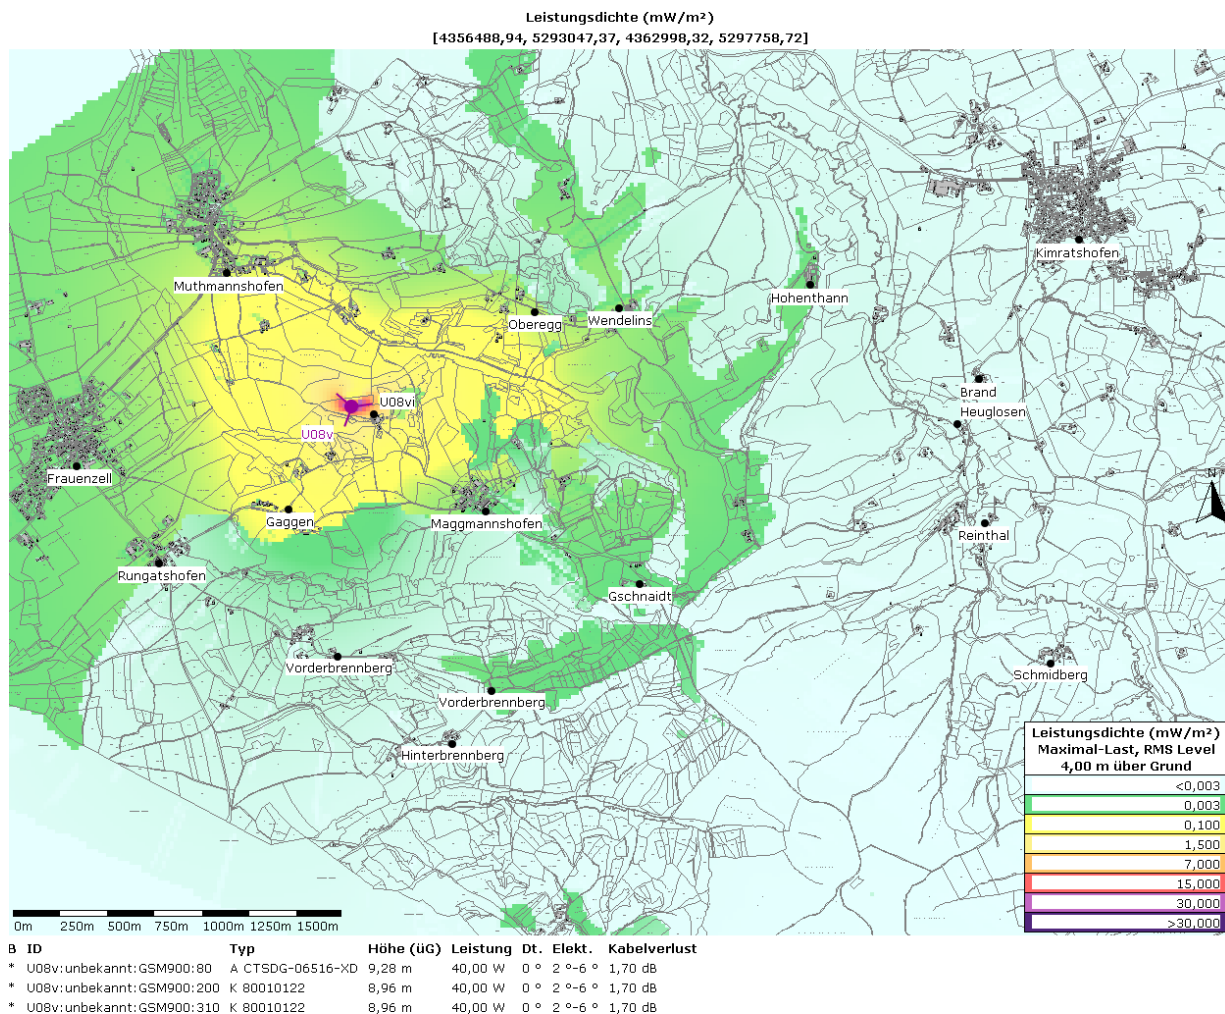 Leistungsdichte (mW/m²)
[4356488,94, 5293047,37, 4362998,32, 5297758,72]
Kimratshofen
Muthmannshofen
Hohenthann
Oberegg
Wendelins
Brand
U08vi
Heuglosen
U08v
Frauenzell
Gaggen
Maggmannshofen
Reinthal
Rungatshofen
Gschnaidt
Vorderbrennberg
Schmidberg
Vorderbrennberg
Hinterbrennberg
Leistungsdichte (mW/m²)
Maximal-Last, RMS Level
4,00 m über Grund
<0,003
0,003
0,100
1,500
7,000
15,000
30,000
>30,000
0m 250m 500m 750m 1000m 1250m 1500m
B ID Typ Höhe (üG) Leistung Dt. Elekt. Kabelverlust
* U08v:unbekannt:GSM900:80 A CTSDG-06516-XD 9,28 m 40,00 W 0 ° 2 °-6 ° 1,70 dB
* U08v:unbekannt:GSM900:200 K 80010122 8,96 m 40,00 W 0 ° 2 °-6 ° 1,70 dB
* U08v:unbekannt:GSM900:310 K 80010122 8,96 m 40,00 W 0 ° 2 °-6 ° 1,70 dB